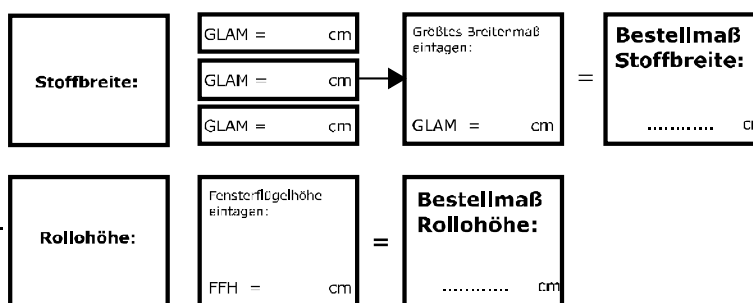 Stoffbreite:
GLAM = cm
GLAM = cm
GLAM = cm
Größtes Breitenmaß
eintagen:
GLAM = cm
=
Bestellmaß
Stoffbreite:
............ c
Rollohöhe:
Fensterflügelhöhe
eintagen:
FFH = cm
=
Bestellmaß
Rollohöhe:
............ cm